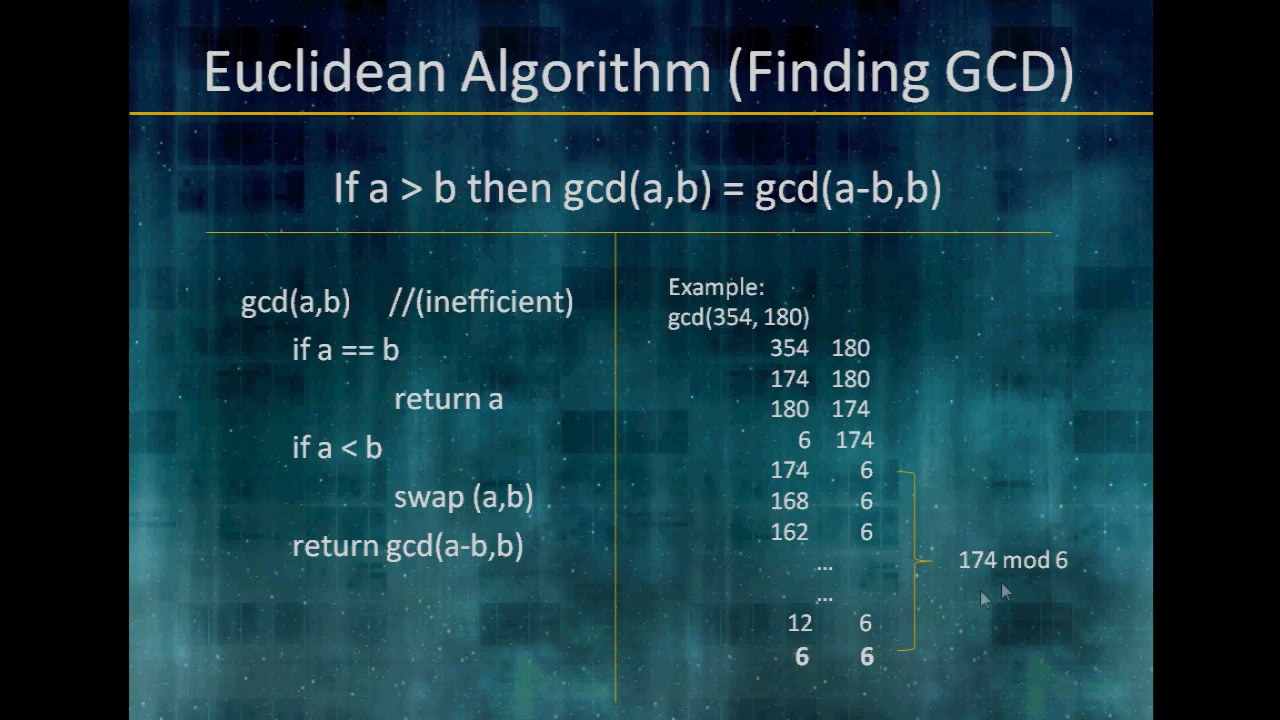 Euclidean Algorithm (Finding GCD)
If a > b then gcd(a,b) = gcd(a-b,b)
gcd(a,b) //(inefficient)
if a == b
return a
if a < b
swap (a,b)
return gcd(a-b,b)
Example:
gcd(354, 180)
354 180
174 180
180 174
6 174
174 6
168 6
162 6
...
...
12 6
6 6
174 mod 6